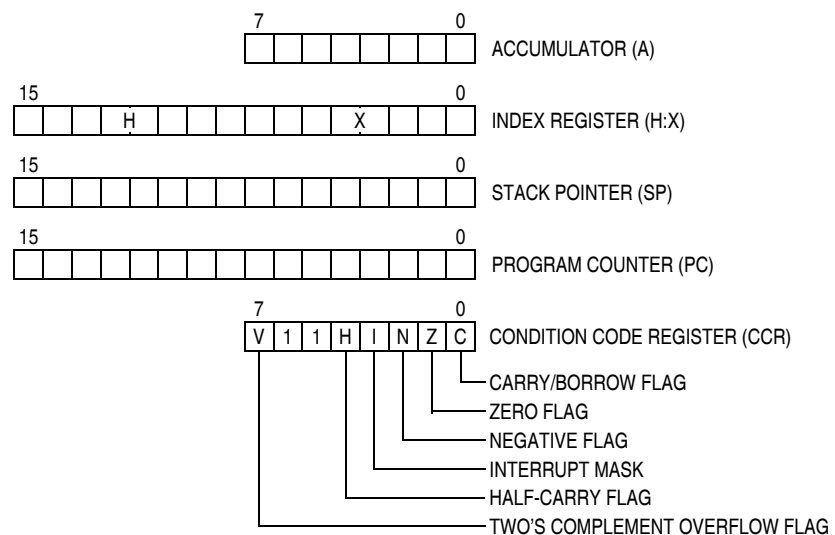 7 0
ACCUMULATOR (A)
15 0
H X INDEX REGISTER (H:X)
15 0
STACK POINTER (SP)
15 0
PROGRAM COUNTER (PC)
7 0
V 1 1 H I N Z C CONDITION CODE REGISTER (CCR)
CARRY/BORROW FLAG
ZERO FLAG
NEGATIVE FLAG
INTERRUPT MASK
HALF-CARRY FLAG
TWO'S COMPLEMENT OVERFLOW FLAG